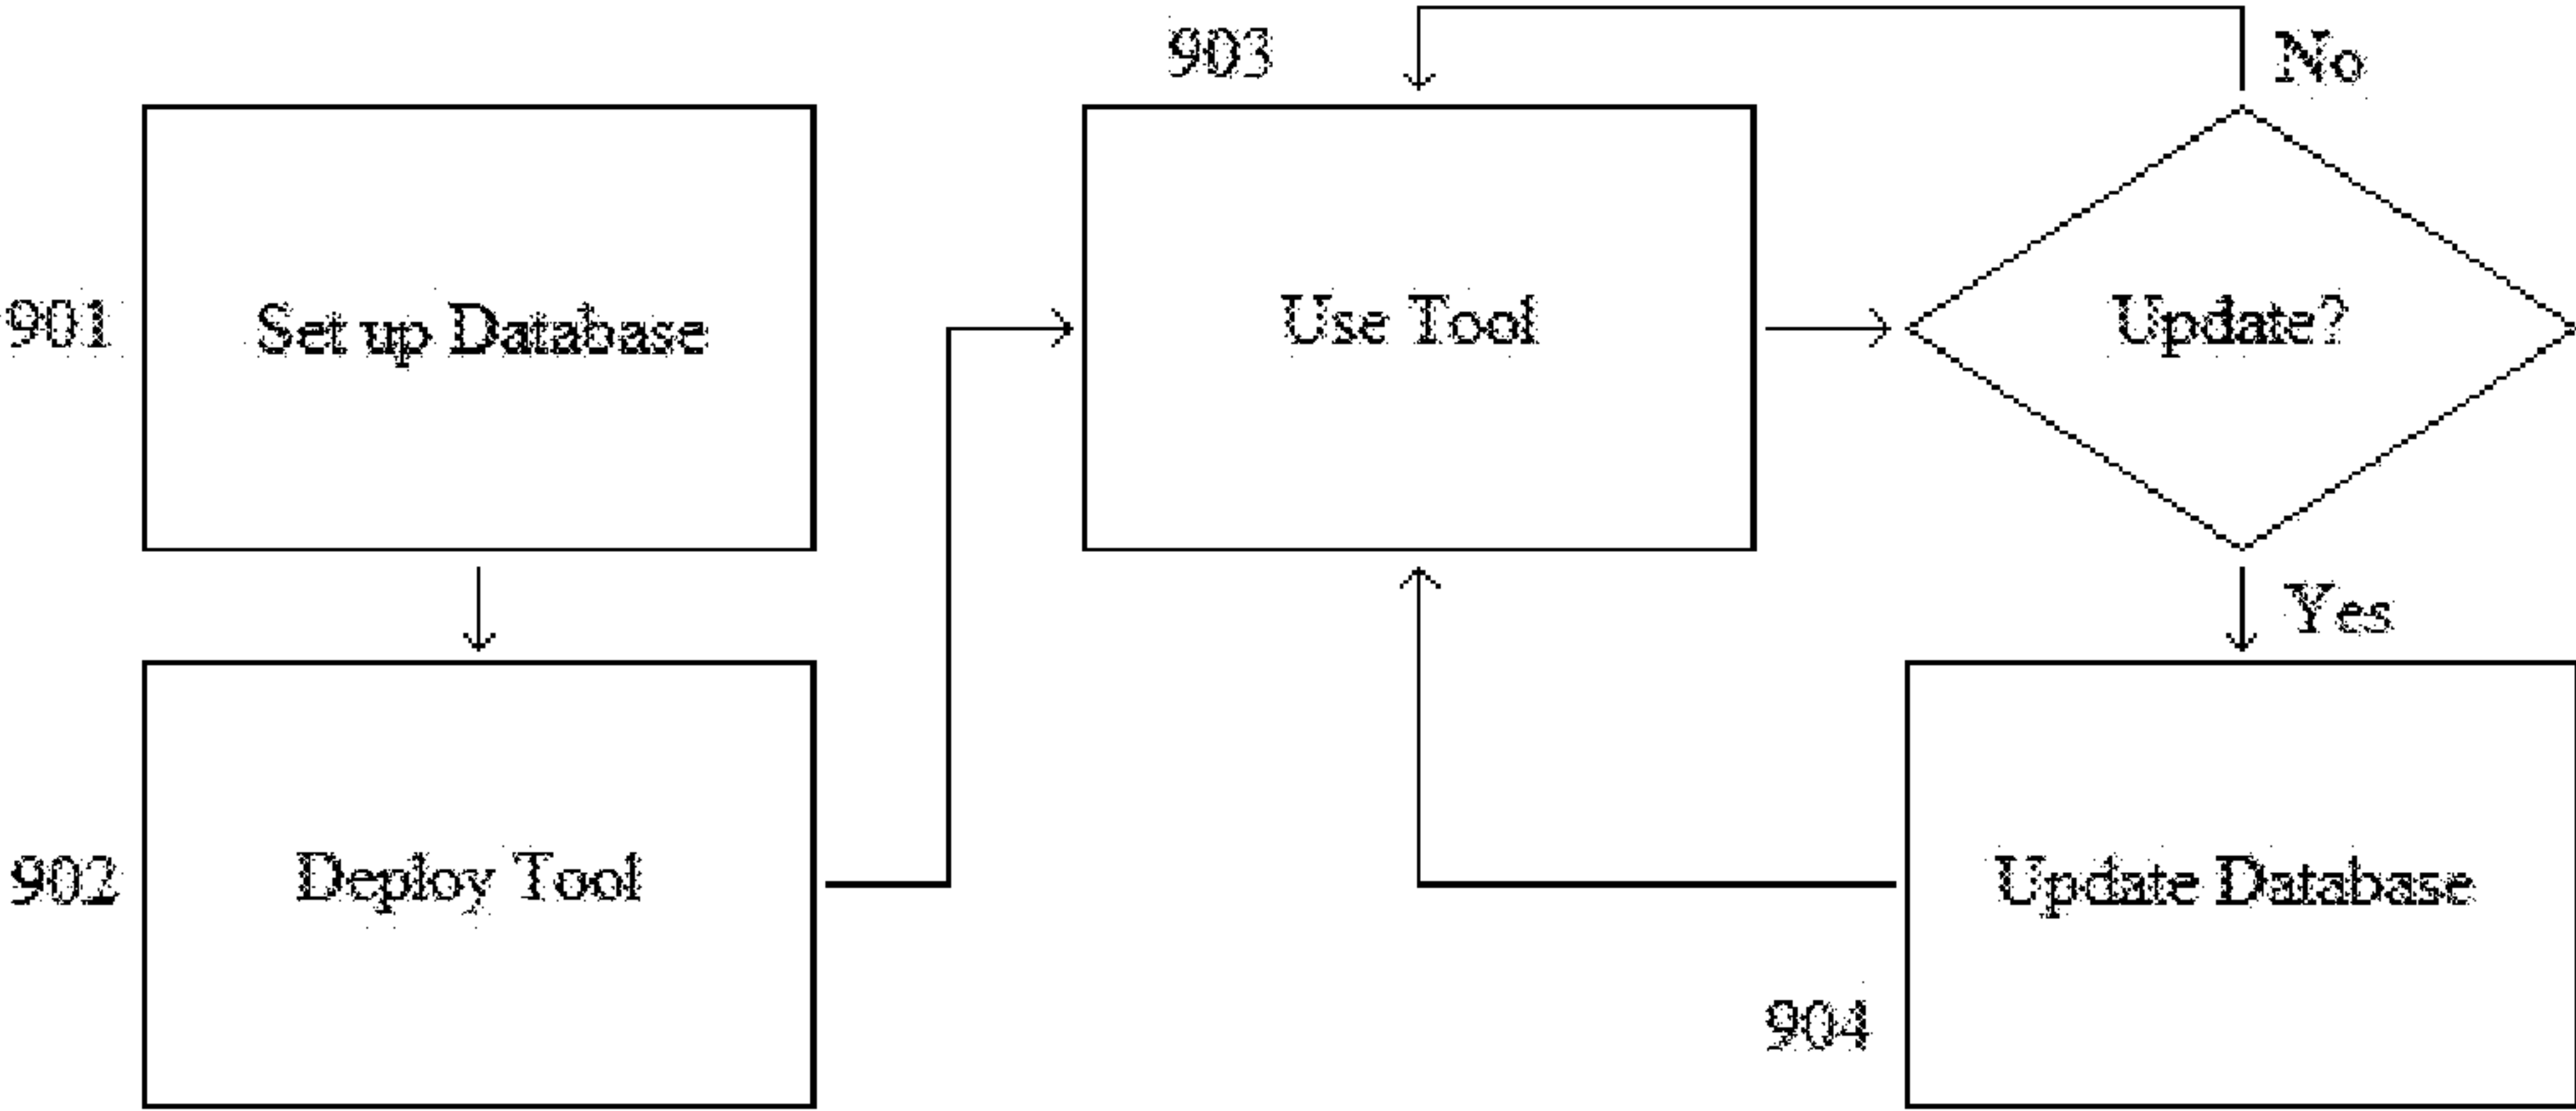 901
Set up Database
902
Deploy Tool
903
Use Tool
Update?
No
Yes
Update Database
904